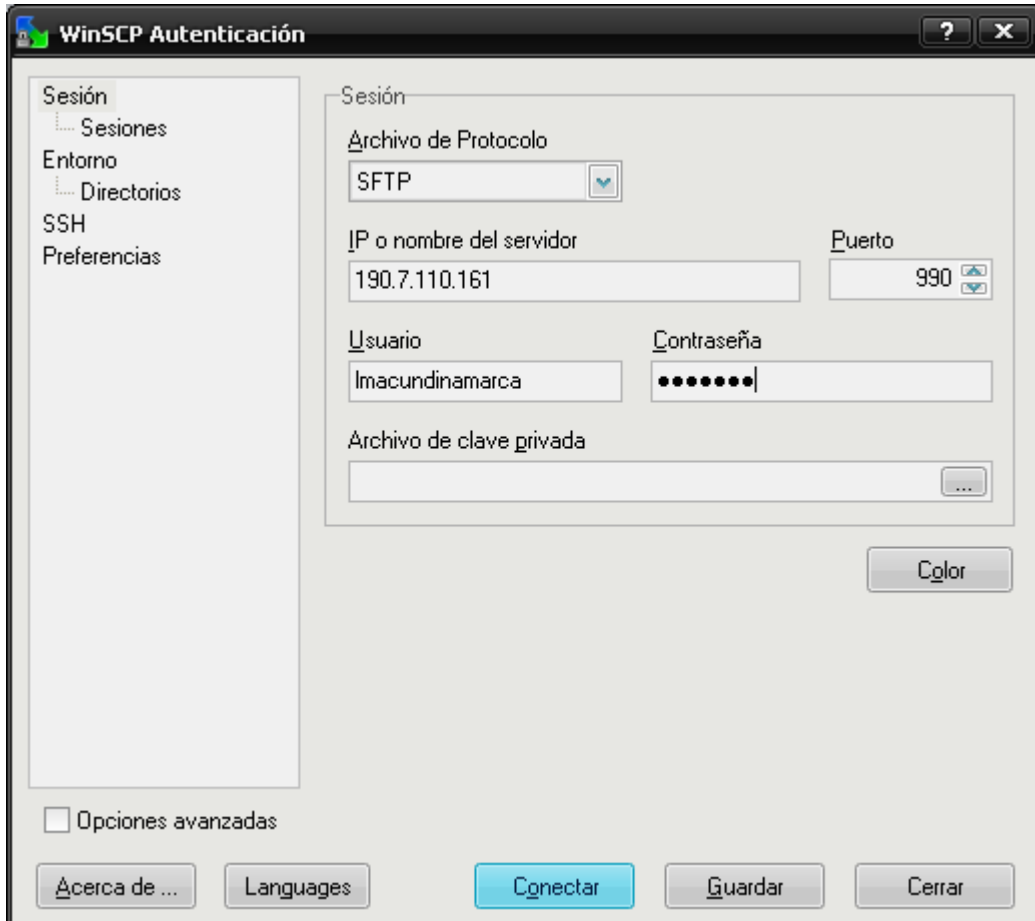 WinSCP Autenticación
Sesión
Sesiones
Entorno
Directorios
SSH
Preferencias
Sesión
Archivo de Protocolo
SFTP
IP o nombre del servidor Puerto
190.7.110.161 990
Usuario Contraseña
lmacundinamarca •••••••
Archivo de clave privada
...
Color
Opciones avanzadas
Acerca de ... Languages Conectar Guardar Cerrar